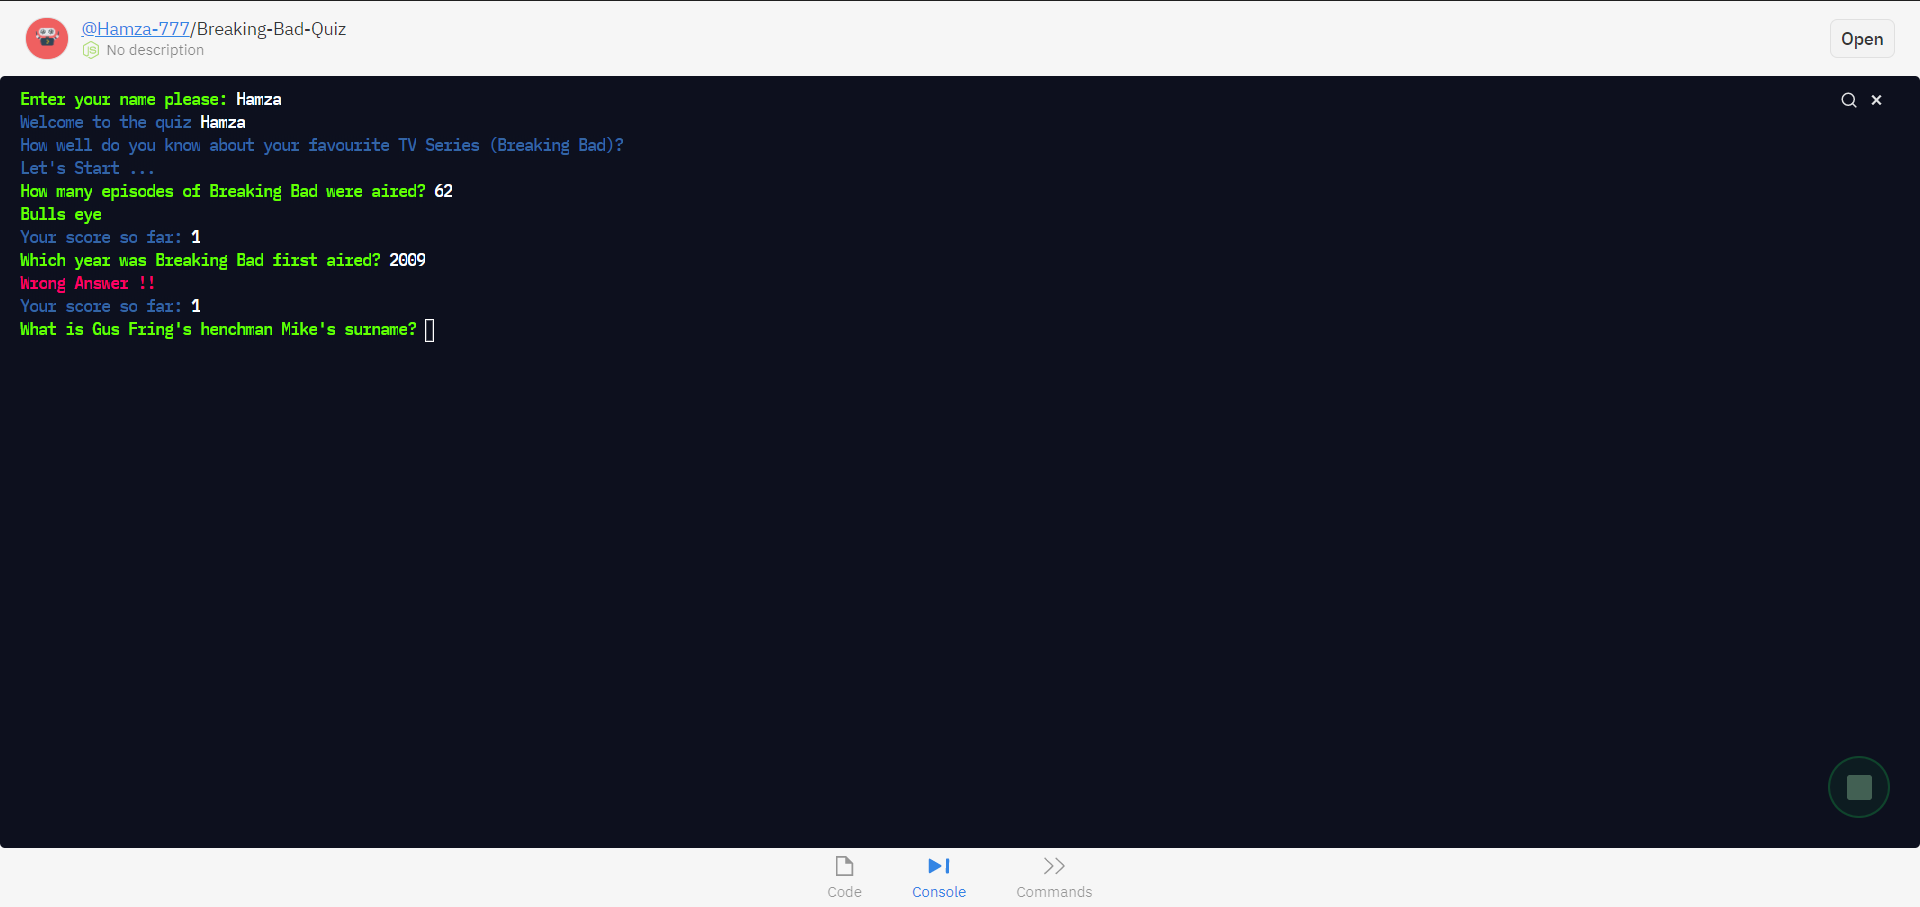 @Hamza-777/Breaking-Bad-Quiz
JS No description
Open
Enter your name please: Hamza
Welcome to the quiz Hamza
How well do you know about your favourite TV Series (Breaking Bad)?
Let's Start ...
How many episodes of Breaking Bad were aired? 62
Bulls eye
Your score so far: 1
Which year was Breaking Bad first aired? 2009
Wrong Answer !!
Your score so far: 1
What is Gus Fring's henchman Mike's surname?
Code
Console
Commands